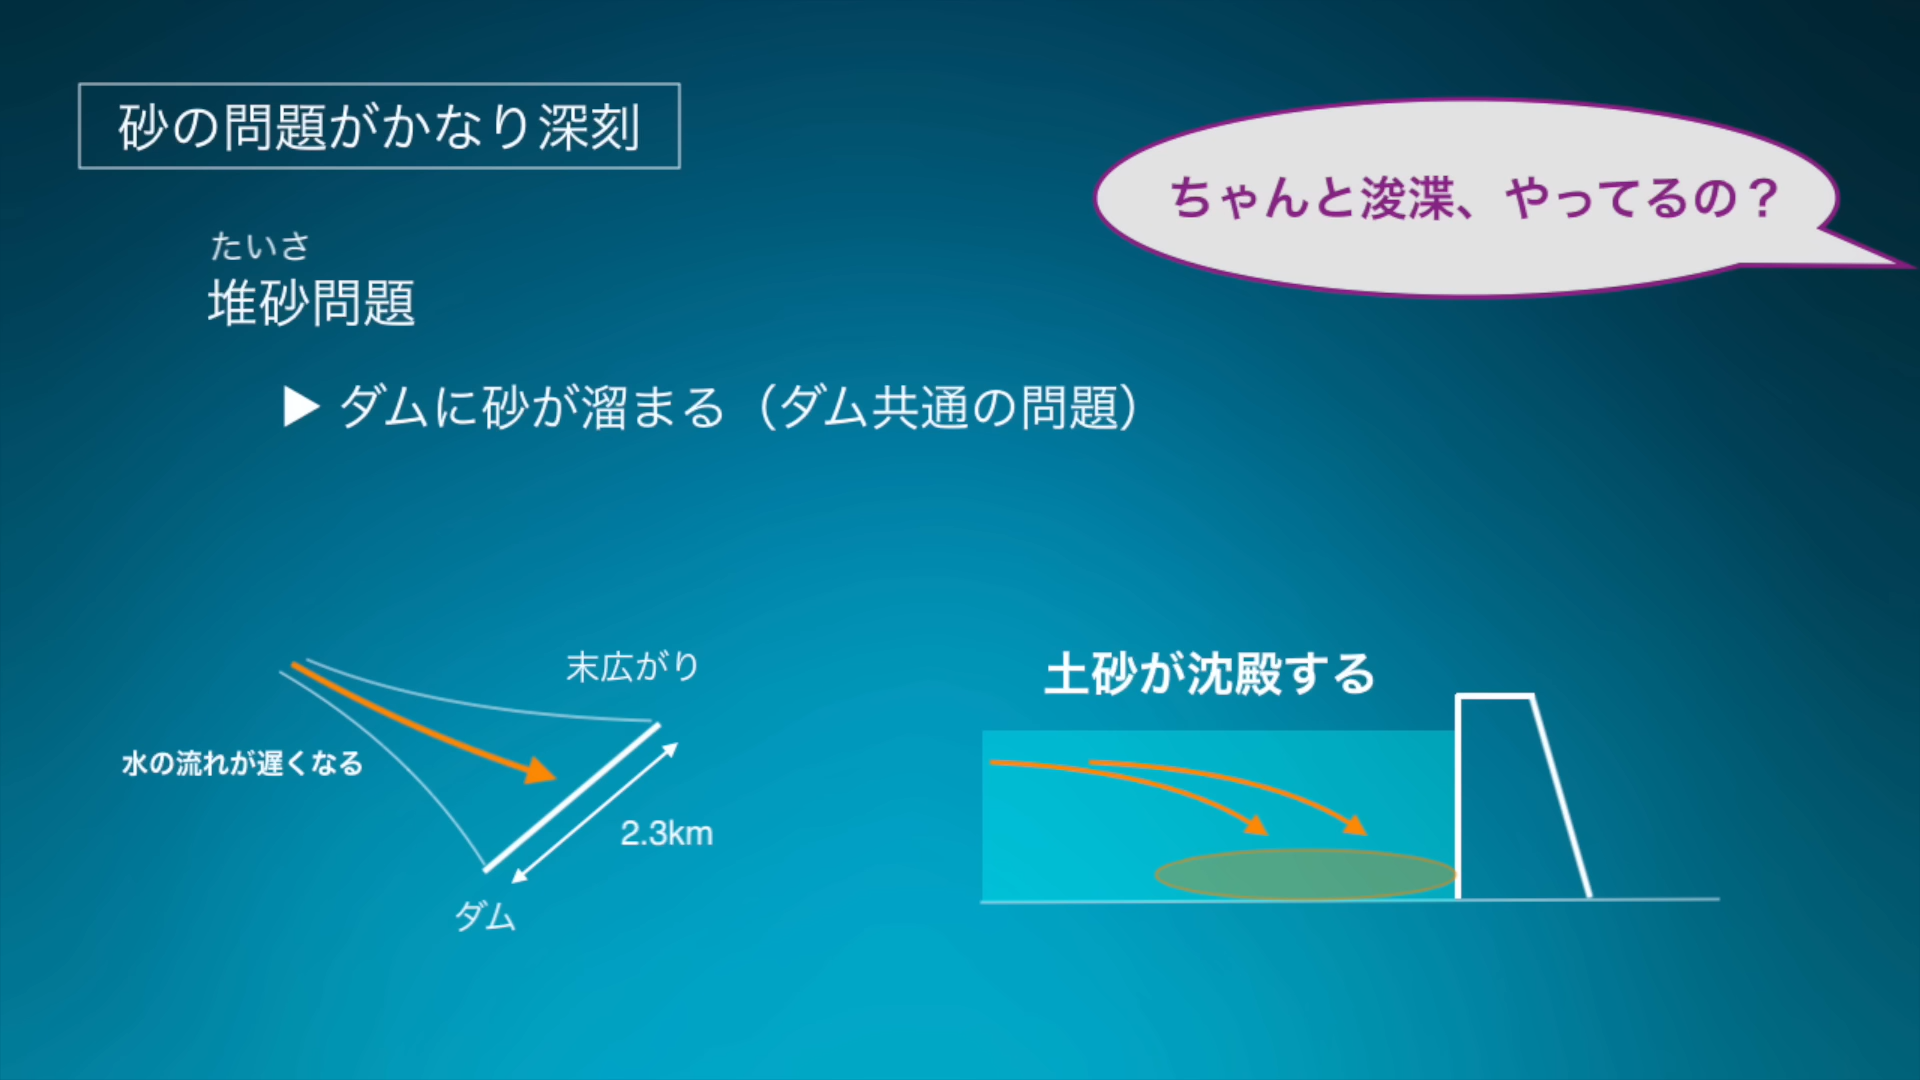 砂の問題がかなり深刻
ちゃんと浚渫、やってるの？
たいさ
堆砂問題
▶ ダムに砂が溜まる（ダム共通の問題）
末広がり
土砂が沈殿する
水の流れが遅くなる
2.3km
ダム